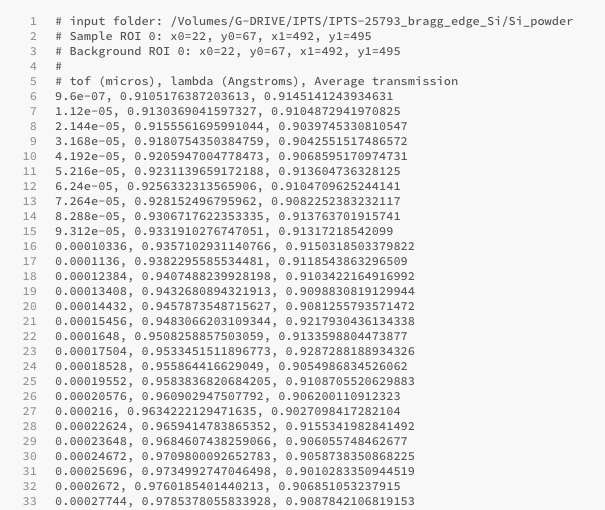 1 # input folder: /Volumes/G-DRIVE/IPTS/IPTS-25793_bragg_edge_Si/Si_powder
2 # Sample ROI 0: x0=22, y0=67, x1=492, y1=495
3 # Background ROI 0: x0=22, y0=67, x1=492, y1=495
4 #
5 # tof (micros), lambda (Angstroms), Average transmission
6 9.6e-07, 0.9105176387203613, 0.9145141243934631
7 1.12e-05, 0.9130369041597327, 0.9104872941970825
8 2.144e-05, 0.9155561695991044, 0.9039745330810547
9 3.168e-05, 0.9180754350384759, 0.9042551517486572
10 4.192e-05, 0.9205947004778473, 0.9068595170974731
11 5.216e-05, 0.9231139659172188, 0.913604736328125
12 6.24e-05, 0.9256332313565906, 0.9104709625244141
13 7.264e-05, 0.928152496795962, 0.9082252383232117
14 8.288e-05, 0.9306717622353335, 0.913763701915741
15 9.312e-05, 0.9331910276747051, 0.91317218542099
16 0.00010336, 0.9357102931140766, 0.9150318503379822
17 0.0001136, 0.9382295585534481, 0.9118543863296509
18 0.00012384, 0.9407488239928198, 0.9103422164916992
19 0.00013408, 0.9432680894321913, 0.9098830819129944
20 0.00014432, 0.9457873548715627, 0.9081255793571472
21 0.00015456, 0.9483066203109344, 0.9217930436134338
22 0.0001648, 0.9508258857503059, 0.9133598804473877
23 0.00017504, 0.9533451511896773, 0.9287288188934326
24 0.00018528, 0.955864416629049, 0.9054986834526062
25 0.00019552, 0.9583836820684205, 0.9108705520629883
26 0.00020576, 0.960902947507792, 0.906200110912323
27 0.000216, 0.9634222129471635, 0.9027098417282104
28 0.00022624, 0.9659414783865352, 0.9155341982841492
29 0.00023648, 0.9684607438259066, 0.906055748462677
30 0.00024672, 0.9709800092652783, 0.9058738350868225
31 0.00025696, 0.9734992747046498, 0.9010283350944519
32 0.0002672, 0.9760185401440213, 0.906851053237915
33 0.00027744, 0.9785378055833928, 0.9087842106819153